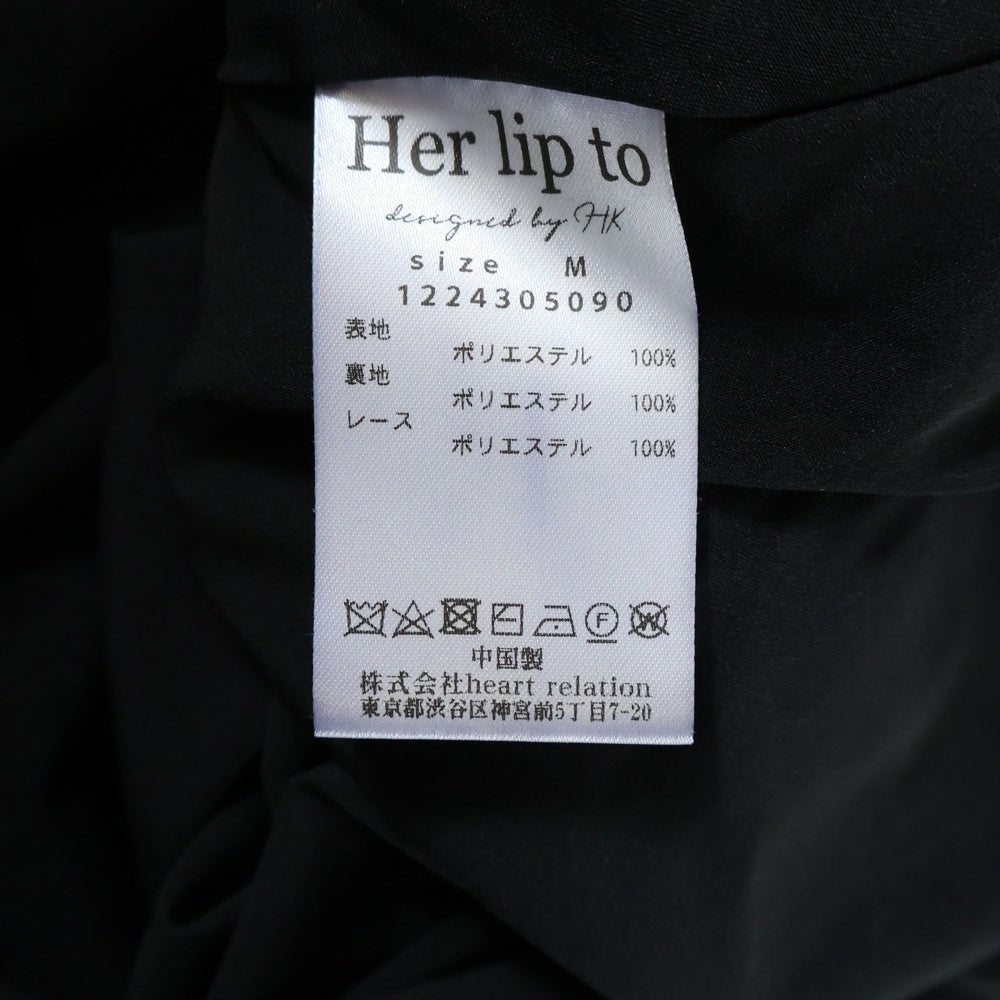 Her lip to
designed by HK
size M
1224305090
表地
ポリエステル 100%
裏地
ポリエステル 100%
レース
ポリエステル 100%
F W
中国製
株式会社heart relation
東京都渋谷区神宮前5丁目7-20